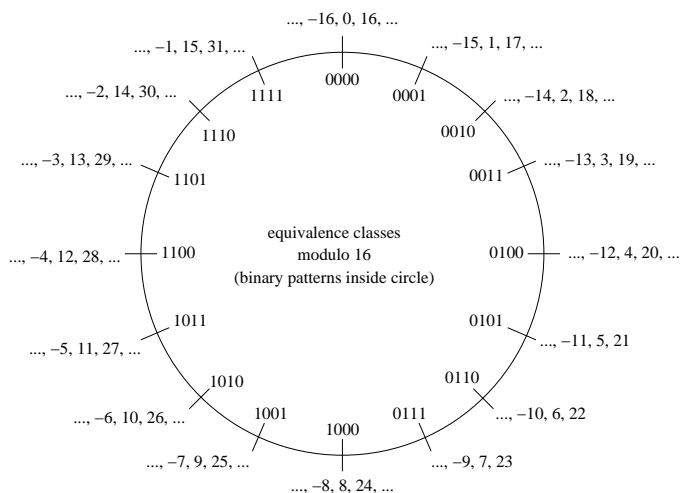 ..., −16, 0, 16, ...
..., −1, 15, 31, ...
..., −15, 1, 17, ...
0000
1111
0001
..., −2, 14, 30, ...
..., −14, 2, 18, ...
1110
0010
..., −3, 13, 29, ...
..., −13, 3, 19, ...
1101
0011
equivalence classes
modulo 16
(binary patterns inside circle)
..., −4, 12, 28, ...
1100
0100
..., −12, 4, 20, ...
1011
0101
..., −5, 11, 27, ...
..., −11, 5, 21
1010
0110
..., −6, 10, 26, ...
..., −10, 6, 22
1001
0111
1000
..., −7, 9, 25, ...
..., −9, 7, 23
..., −8, 8, 24, ...